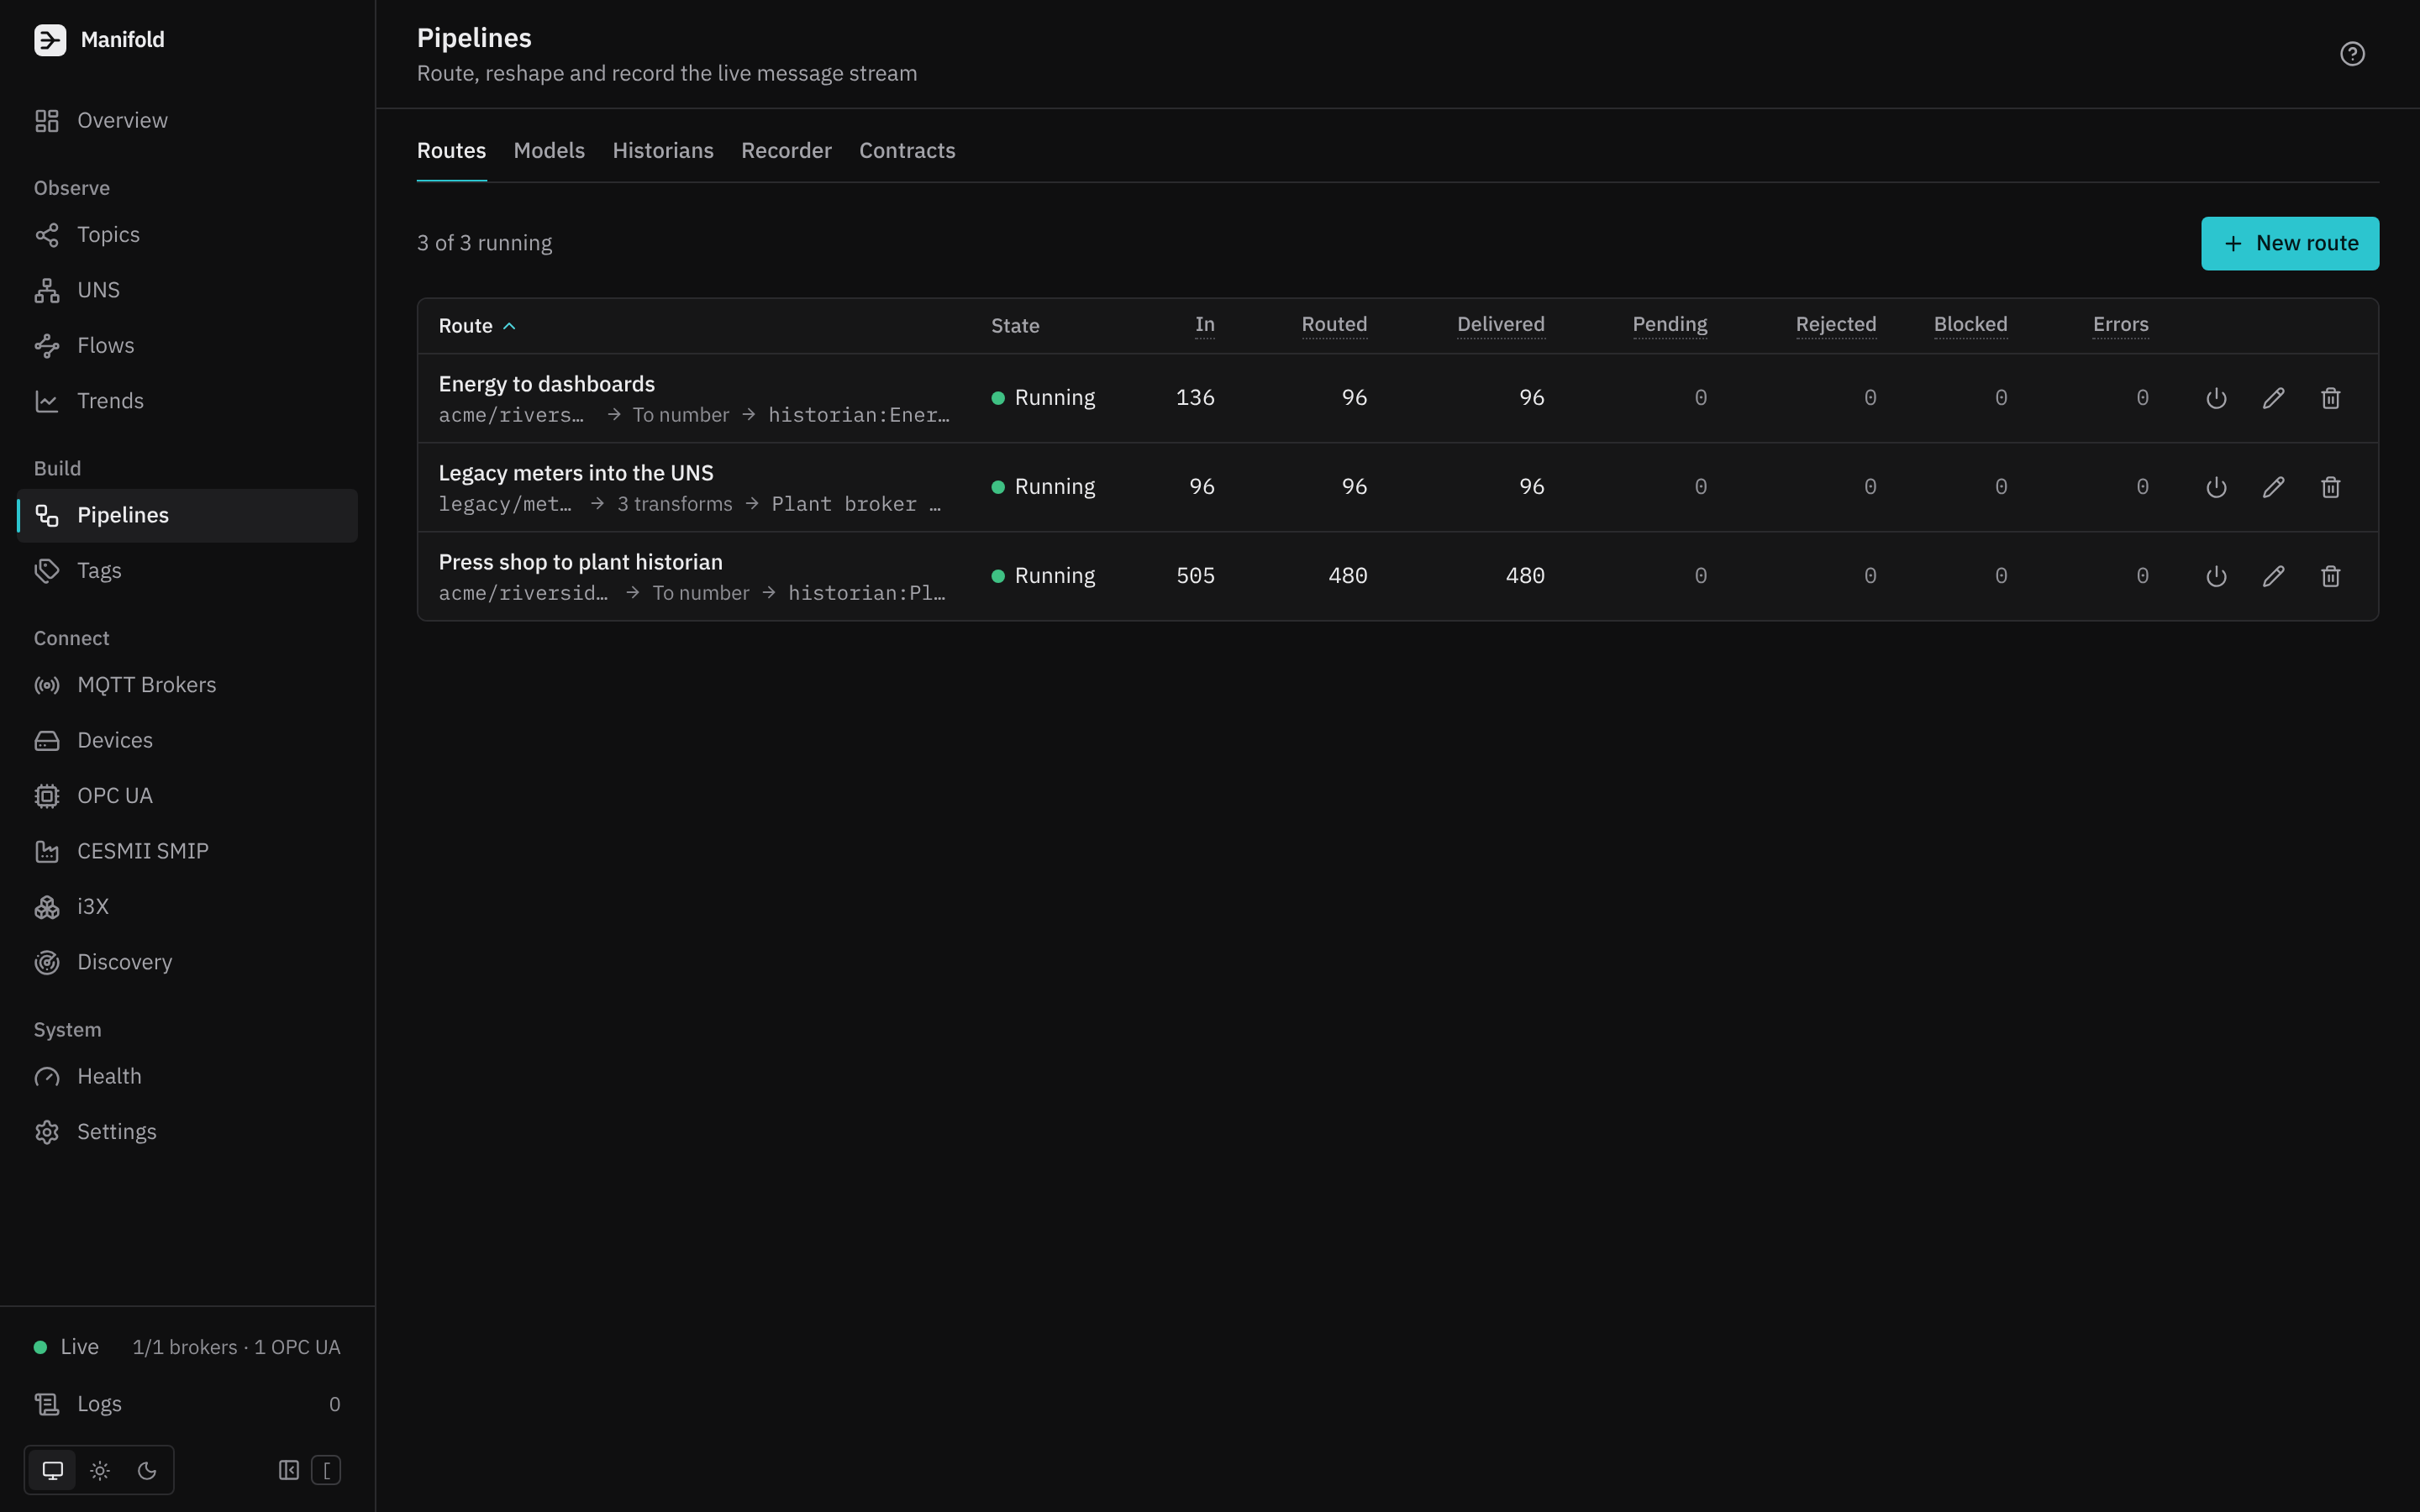 Manifold
Overview
Observe
Topics
UNS
Flows
Trends
Build
Pipelines
Tags
Connect
MQTT Brokers
Devices
OPC UA
CESMII SMIP
i3X
Discovery
System
Health
Settings
Live 1/1 brokers · 1 OPC UA
Logs 0
[
Pipelines
Route, reshape and record the live message stream
Routes Models Historians Recorder Contracts
3 of 3 running
+ New route
Route State In Routed Delivered Pending Rejected Blocked Errors
Energy to dashboards
acme/rivers… → To number → historian:Ener…
Running 136 96 96 0 0 0 0
Legacy meters into the UNS
legacy/met… → 3 transforms → Plant broker …
Running 96 96 96 0 0 0 0
Press shop to plant historian
acme/riversid… → To number → historian:Pl…
Running 505 480 480 0 0 0 0